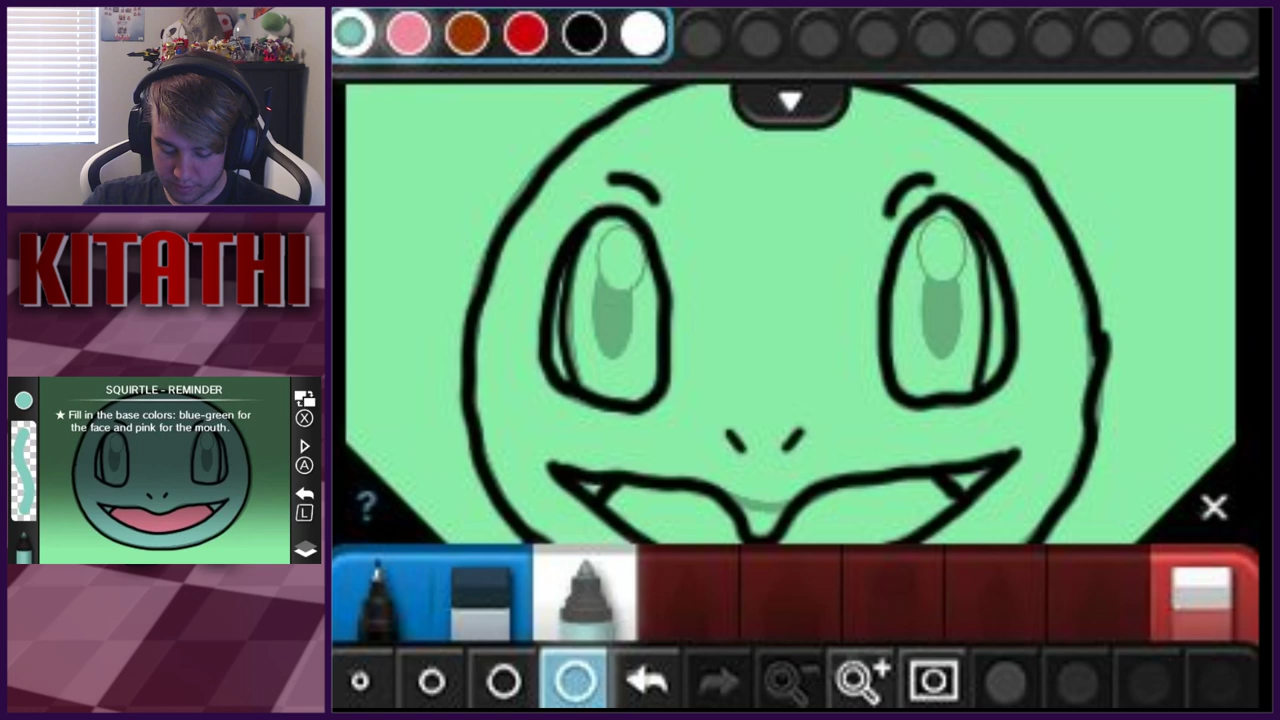 KITATHI
SQUIRTLE - REMINDER
★ Fill in the base colors: blue-green for
the face and pink for the mouth.
X
A
L
?
X